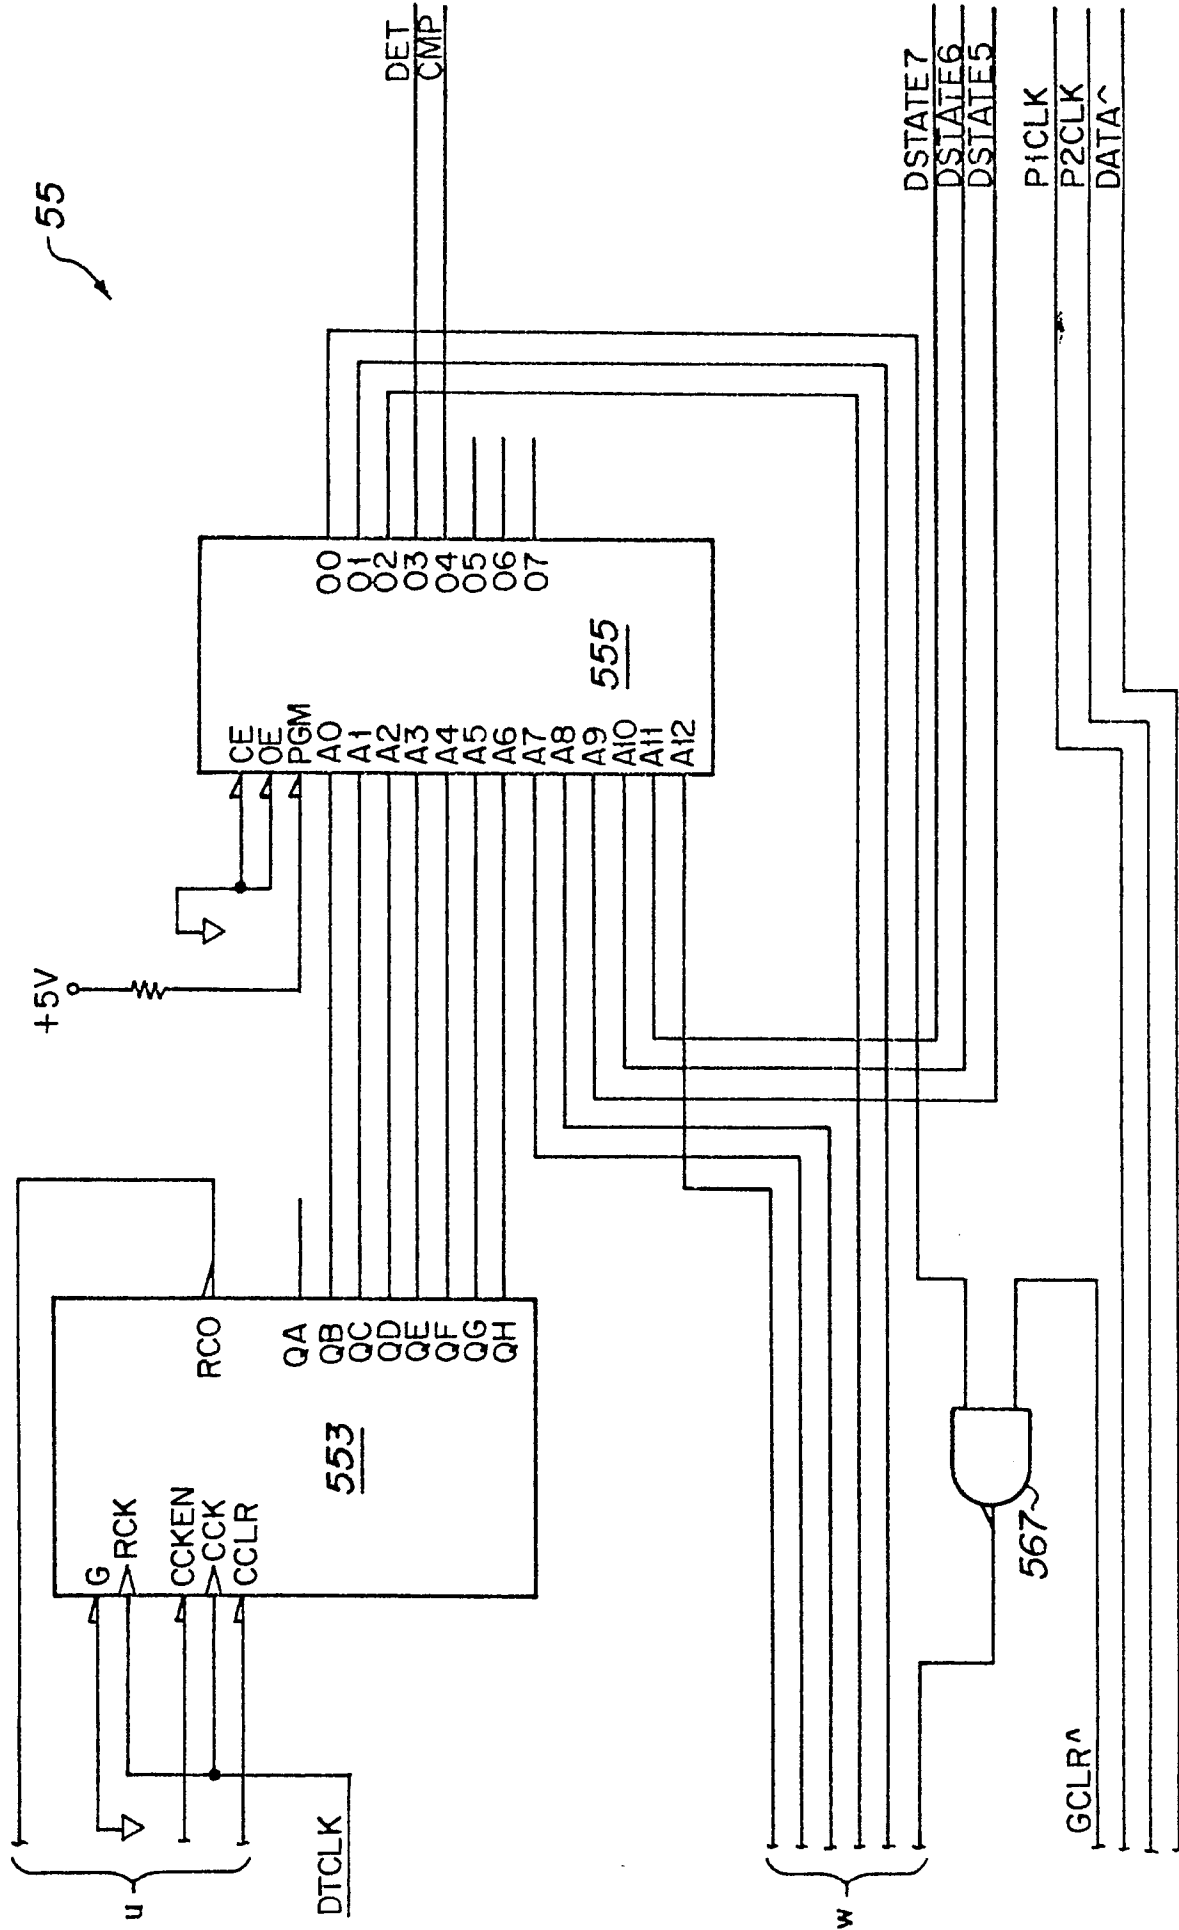 55
u
G
RCK
CCKEN
CCK
CCLR
RCO
QA
QB
QC
QD
QE
QF
QG
QH
553
DTCLK
+5V
CE
OE
PGM
A0
A1
A2
A3
A4
A5
A6
A7
A8
A9
A10
A11
A12
O0
O1
O2
O3
O4
O5
O6
O7
555
DET
CMP
w
567
GCLR^
DSTATE7
DSTATE6
DSTATE5
P1CLK
P2CLK
DATA^